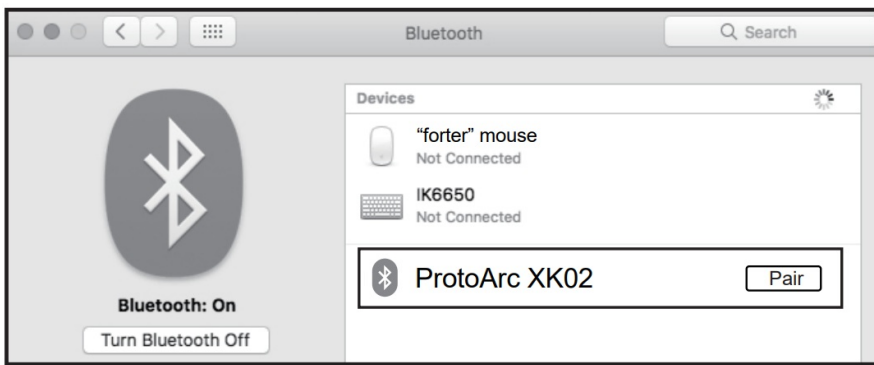 Bluetooth
Search
Devices
“forter” mouse
Not Connected
IK6650
Not Connected
ProtoArc XK02
Pair
Bluetooth: On
Turn Bluetooth Off